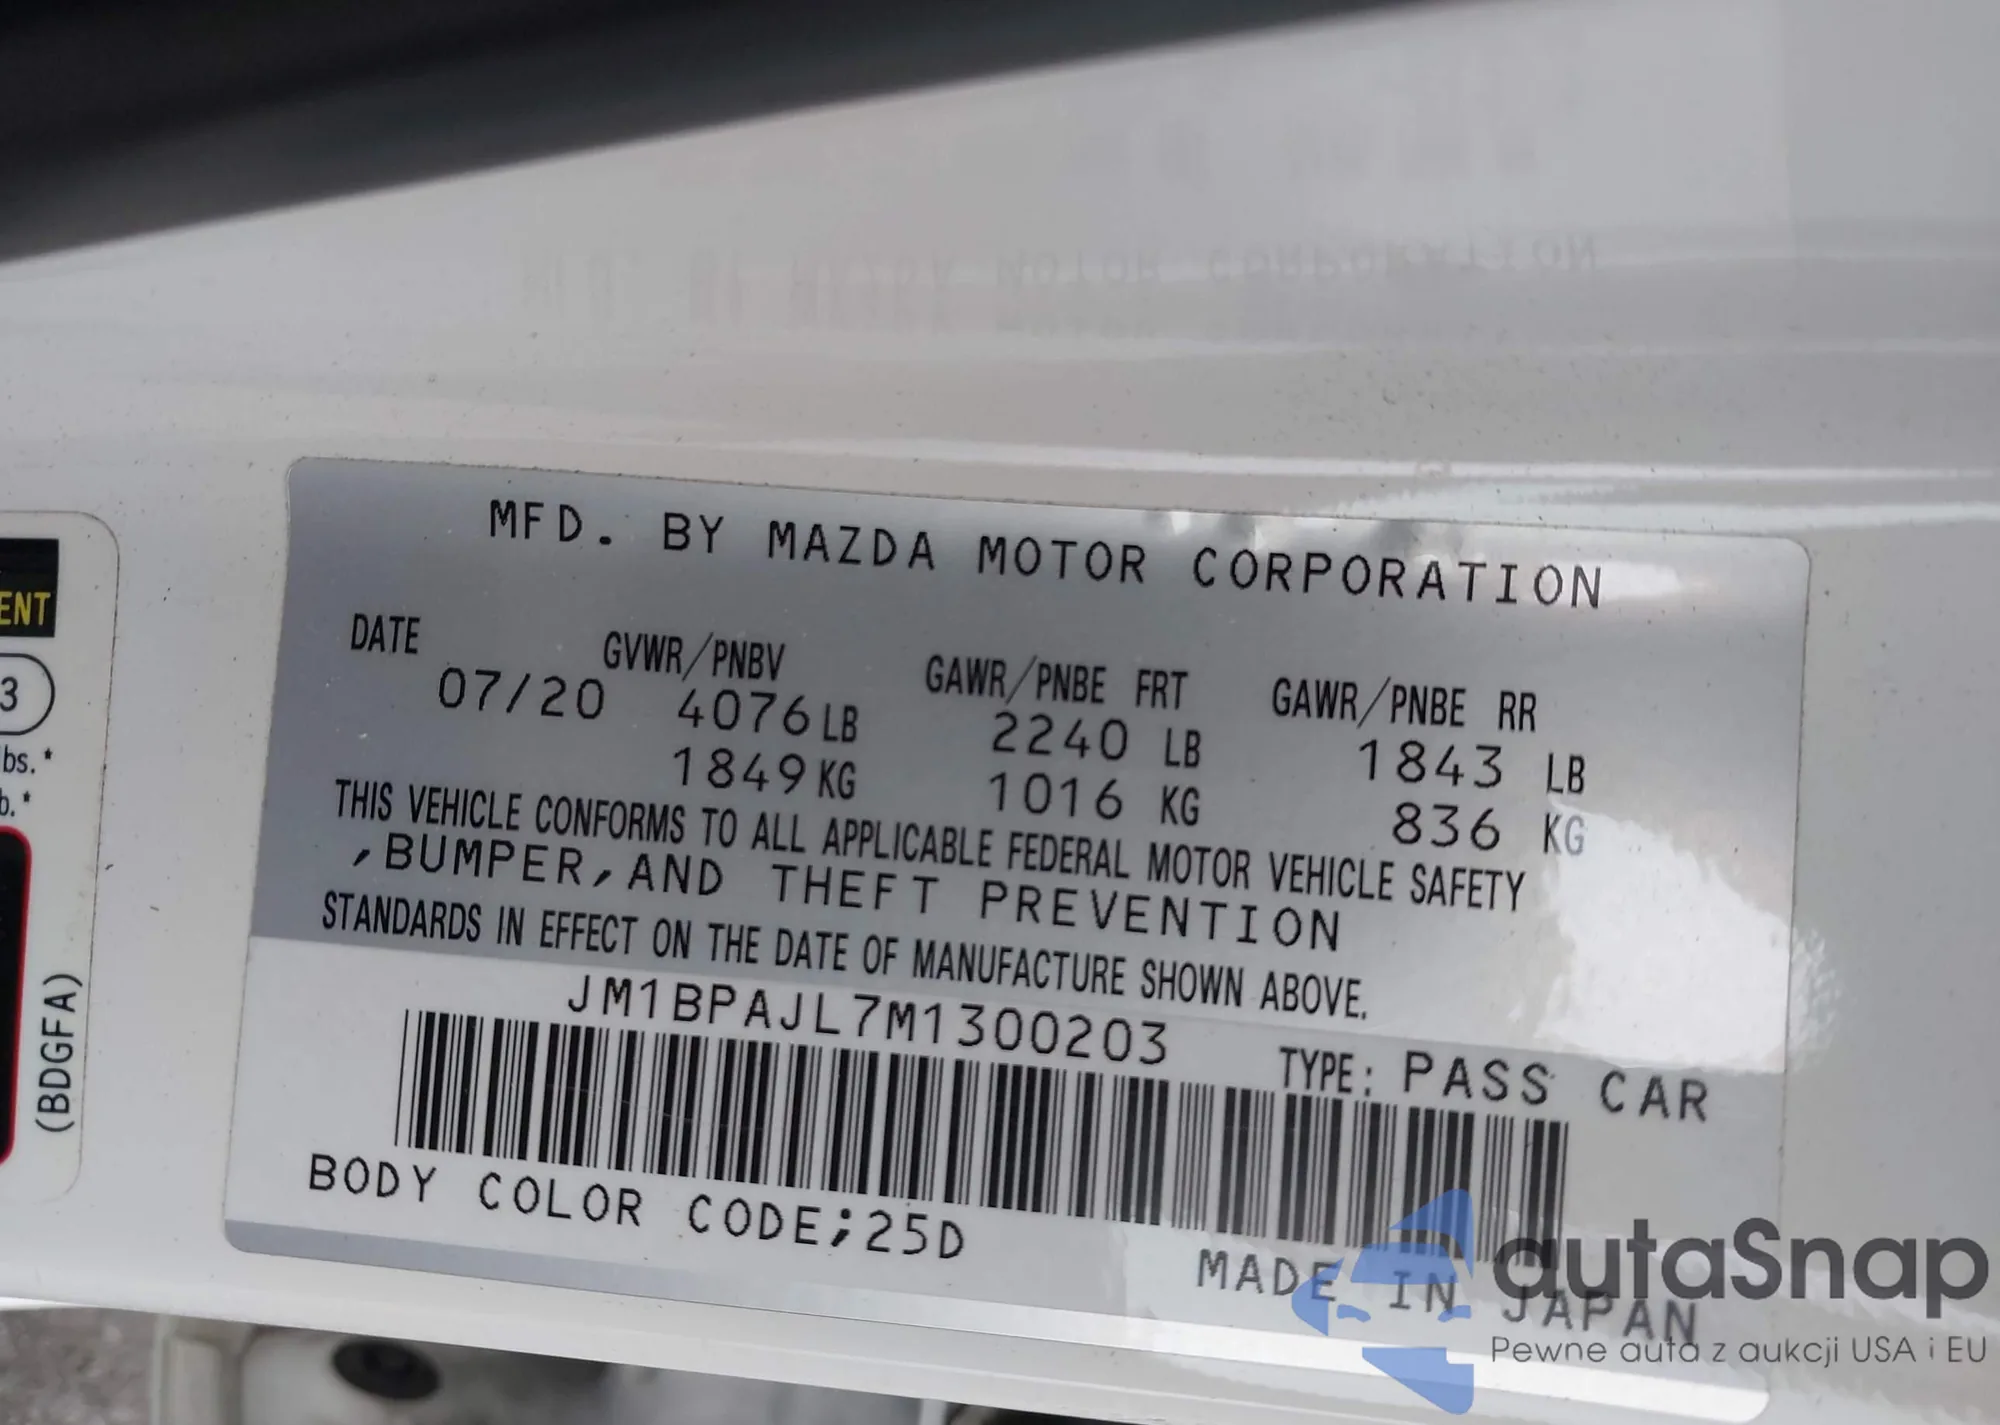 MFD. BY MAZDA MOTOR CORPORATION
DATE GVWR/PNBV GAWR/PNBE FRT GAWR/PNBE RR
07/20 4076 LB 2240 LB 1843 LB
1849 KG 1016 KG 836 KG
THIS VEHICLE CONFORMS TO ALL APPLICABLE FEDERAL MOTOR VEHICLE SAFETY
,BUMPER,AND THEFT PREVENTION
STANDARDS IN EFFECT ON THE DATE OF MANUFACTURE SHOWN ABOVE.
JM1BPAJL7M1300203
TYPE: PASS CAR
BODY COLOR CODE;25D
MADE IN JAPAN
ENT
3
bs.*
b.*
(BDGFA)
autaSnap
Pewne auta z aukcji USA i EU